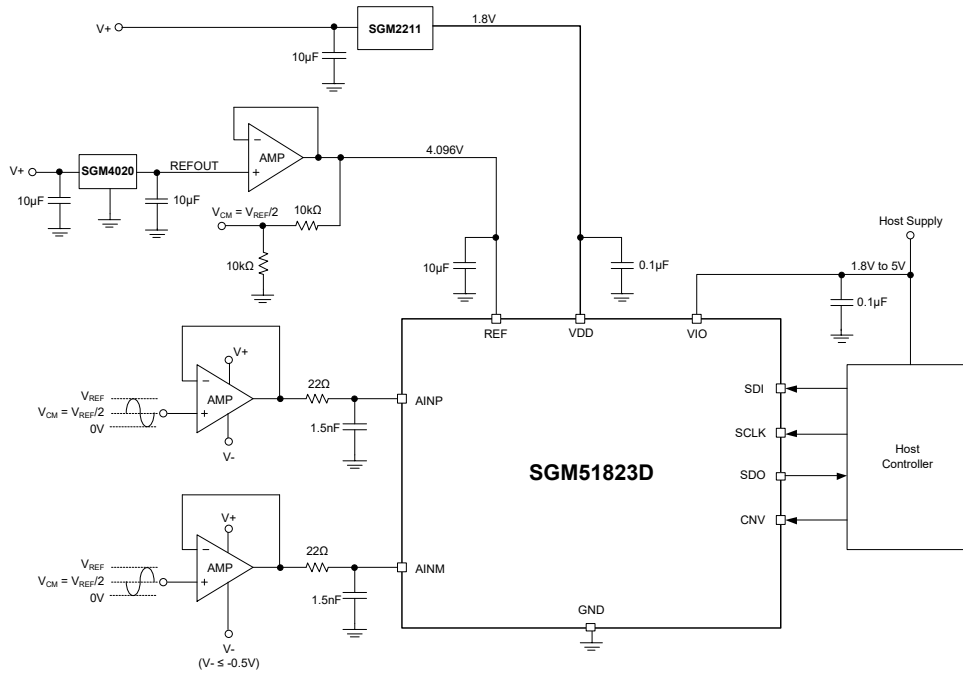 V+
SGM2211
1.8V
10μF
AMP
4.096V
V+
SGM4020
REFOUT
10μF
10μF
VCM = VREF/2
10kΩ
10kΩ
10μF
0.1μF
Host Supply
1.8V to 5V
0.1μF
REF
VDD
VIO
V+
AMP
V-
VREF
VCM = VREF/2
0V
22Ω
1.5nF
AINP
SDI
SCLK
SDO
CNV
Host
Controller
SGM51823D
V+
AMP
V-
(V- ≤ -0.5V)
VREF
VCM = VREF/2
0V
22Ω
1.5nF
AINM
GND